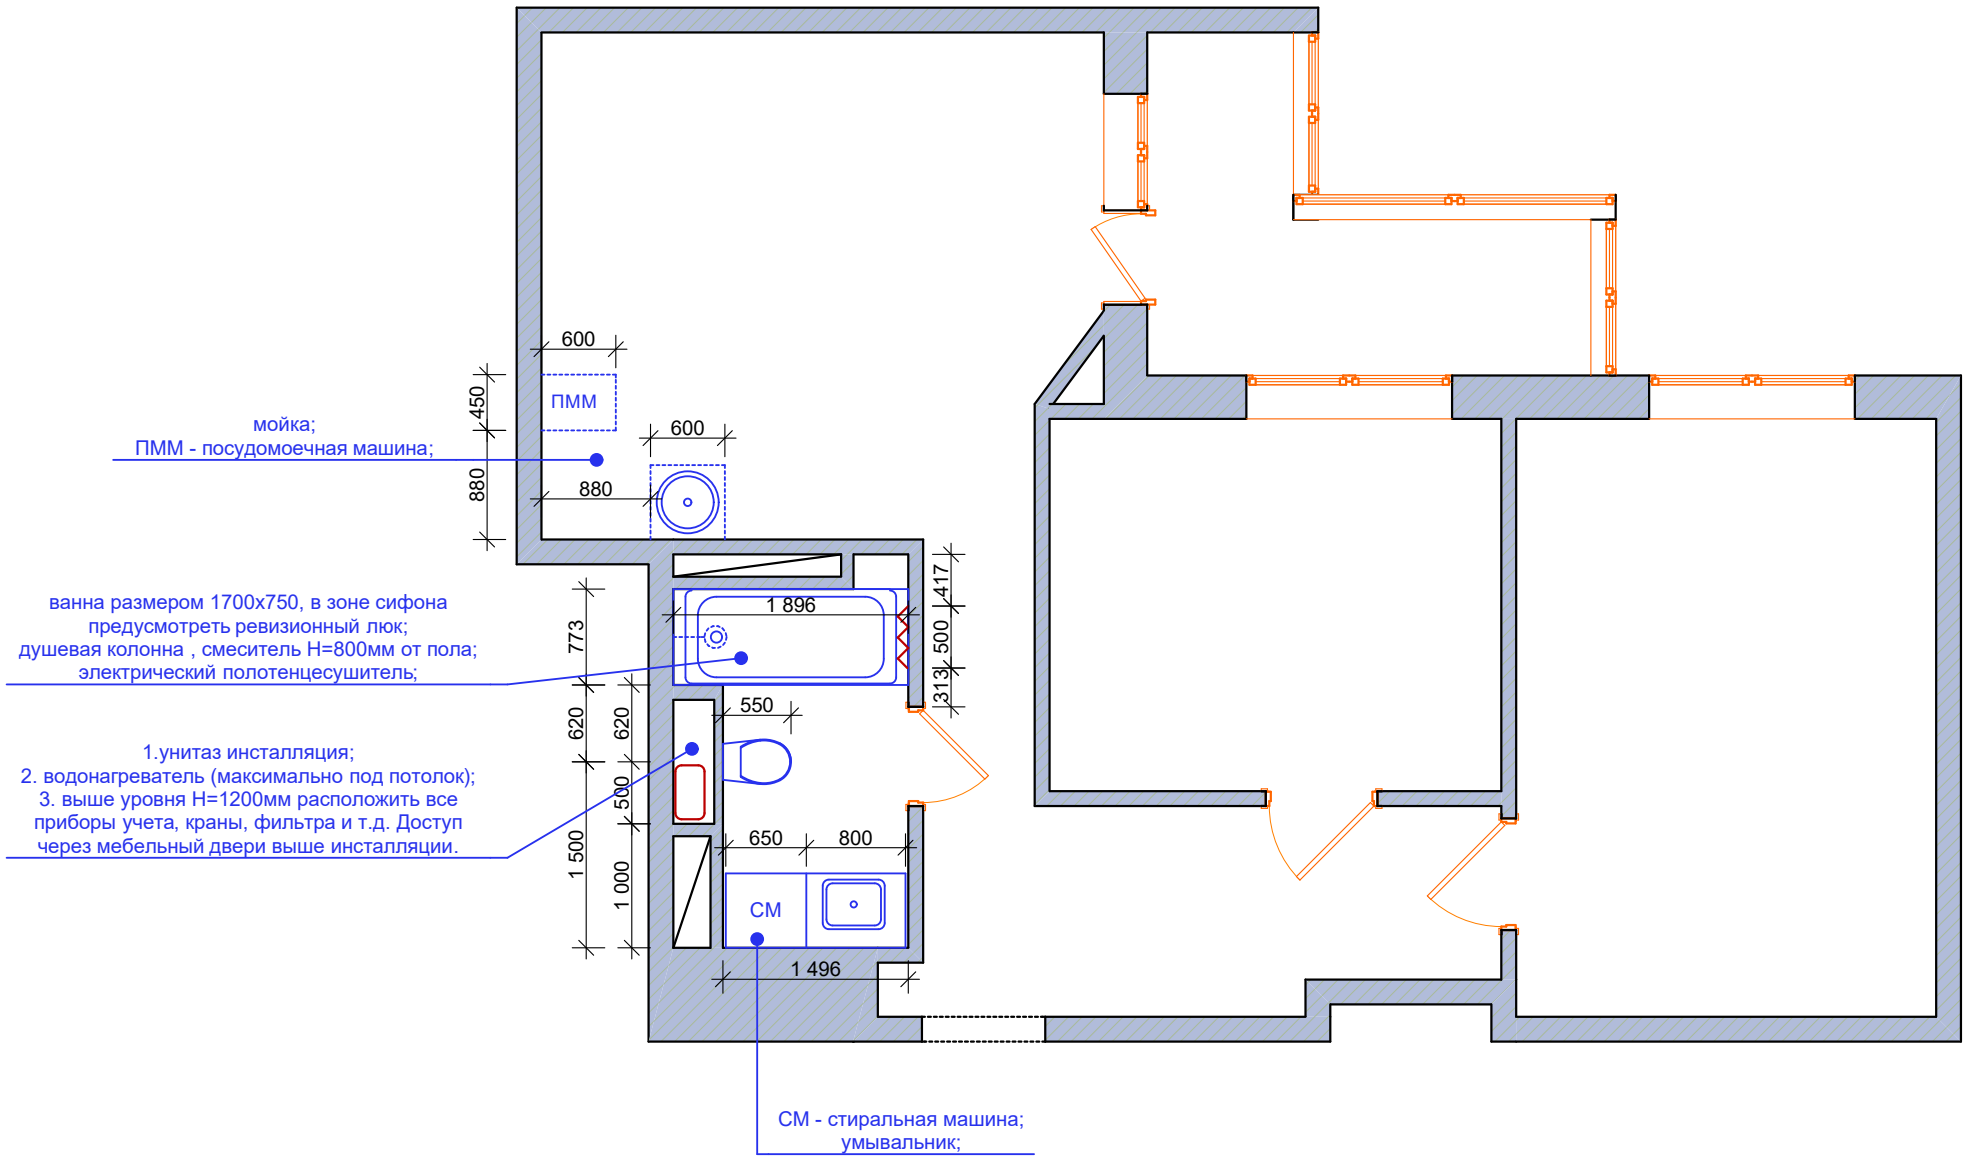 600
450
ПММ
мойка;
ПММ - посудомоечная машина;
600
880
880
417
ванна размером 1700х750, в зоне сифона
предусмотреть ревизионный люк;
душевая колонна , смеситель Н=800мм от пола;
электрический полотенцесушитель;
773
1 896
500
313
620
620
550
1.унитаз инсталляция;
2. водонагреватель (максимально под потолок);
3. выше уровня Н=1200мм расположить все
приборы учета, краны, фильтра и т.д. Доступ
через мебельный двери выше инсталляции.
500
1 500
1 000
650
800
СМ
1 496
СМ - стиральная машина;
умывальник;